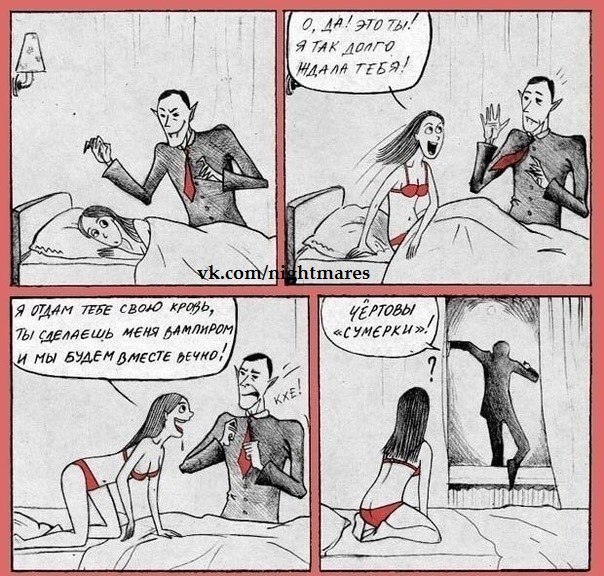 О, ДА! ЭТО ТЫ!
Я ТАК ДОЛГО
ЖДАЛА ТЕБЯ!
vk.com/nightmares
Я ОТДАМ ТЕБЕ СВОЮ КРОВЬ,
ТЫ СДЕЛАЕШЬ МЕНЯ ВАМПИРОМ
И МЫ БУДЕМ ВМЕСТЕ ВЕЧНО!
КХЕ!
ЧЁРТОВЫ
«СУМЕРКИ»!
?